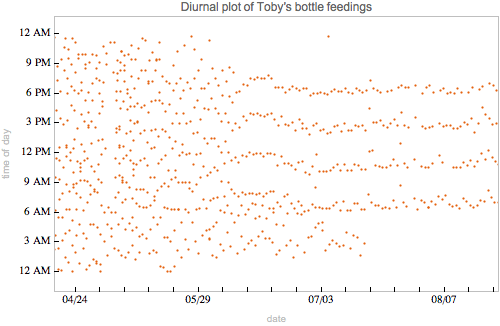 Diurnal plot of Toby's bottle feedings
12 AM
9 PM
6 PM
3 PM
12 PM
9 AM
6 AM
3 AM
12 AM
time of day
04/24 05/29 07/03 08/07
date